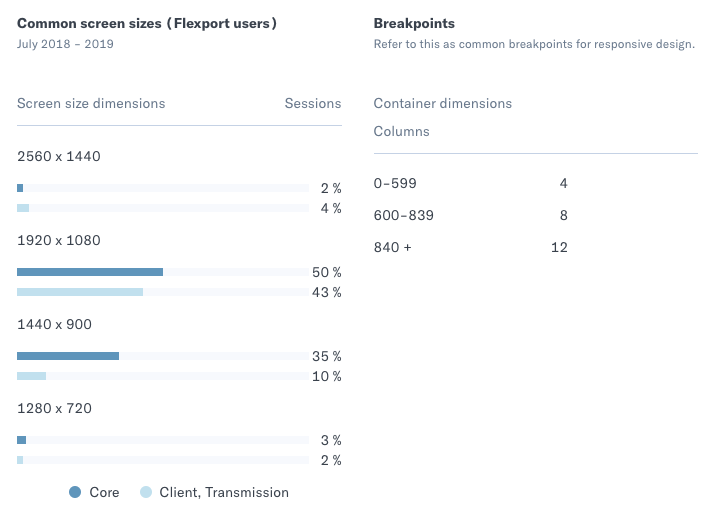 Common screen sizes (Flexport users)
July 2018 – 2019
Screen size dimensions Sessions
2560 x 1440
2 %
4 %
1920 x 1080
50 %
43 %
1440 x 900
35 %
10 %
1280 x 720
3 %
2 %
Core Client, Transmission
Breakpoints
Refer to this as common breakpoints for responsive design.
Container dimensions
Columns
0–599 4
600–839 8
840 + 12